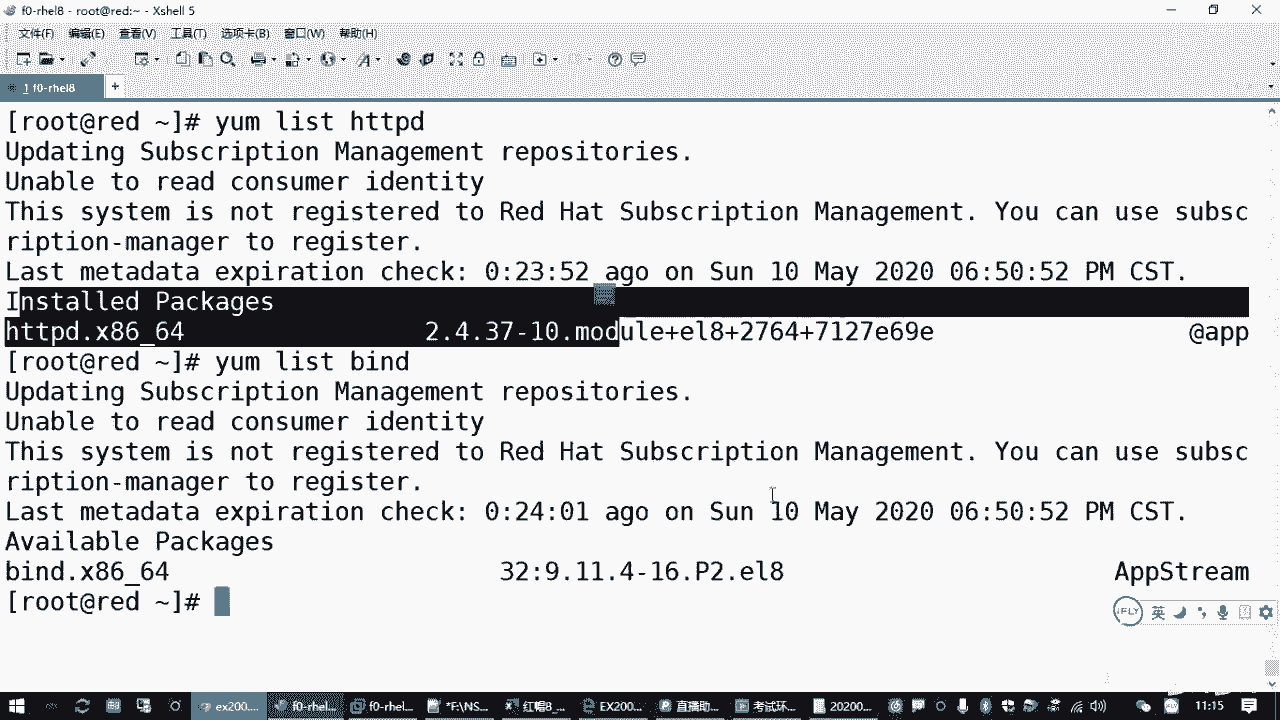 f0-rhel8 - root@red:~ - Xshell 5
文件(F) 编辑(E) 查看(V) 工具(T) 选项卡(B) 窗口(W) 帮助(H)
1 f0-rhel8 +
[root@red ~]# yum list httpd
Updating Subscription Management repositories.
Unable to read consumer identity
This system is not registered to Red Hat Subscription Management. You can use subsc
ription-manager to register.
Last metadata expiration check: 0:23:52 ago on Sun 10 May 2020 06:50:52 PM CST.
Installed Packages
httpd.x86_64 2.4.37-10.module+el8+2764+7127e69e @app
[root@red ~]# yum list bind
Updating Subscription Management repositories.
Unable to read consumer identity
This system is not registered to Red Hat Subscription Management. You can use subsc
ription-manager to register.
Last metadata expiration check: 0:24:01 ago on Sun 10 May 2020 06:50:52 PM CST.
Available Packages
bind.x86_64 32:9.11.4-16.P2.el8 AppStream
[root@red ~]#
iFLY 英
ex200.... f0-rhel... f0-rhel... *F:\NS... 红帽8_... EX200... 直播助... 考试环... 20200... 11:15